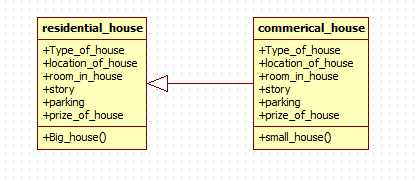 residential_house
+Type_of_house
+location_of_house
+room_in_house
+story
+parking
+prize_of_house
+Big_house()
commerical_house
+Type_of_house
+location_of_house
+room_in_house
+story
+parking
+prize_of_house
+small_house()